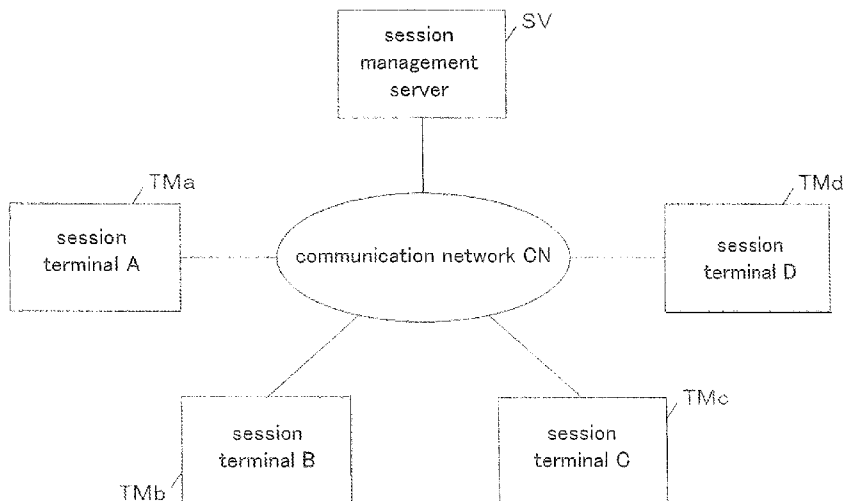 SV
session
management
server
TMa
session
terminal A
communication network CN
TMd
session
terminal D
session
terminal B
TMb
session
terminal C
TMc